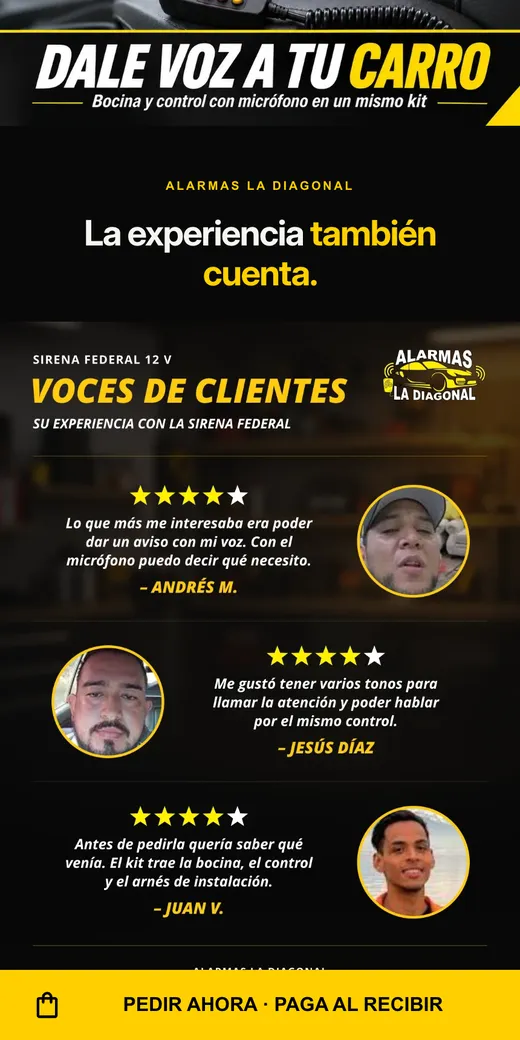 DALE VOZ A TU CARRO
Bocina y control con micrófono en un mismo kit
ALARMAS LA DIAGONAL
La experiencia también
cuenta.
SIRENA FEDERAL 12 V
VOCES DE CLIENTES
SU EXPERIENCIA CON LA SIRENA FEDERAL
ALARMAS
LA DIAGONAL
Lo que más me interesaba era poder
dar un aviso con mi voz. Con el
micrófono puedo decir qué necesito.
– ANDRÉS M.
Me gustó tener varios tonos para
llamar la atención y poder hablar
por el mismo control.
– JESÚS DÍAZ
Antes de pedirla quería saber qué
venía. El kit trae la bocina, el control
y el arnés de instalación.
– JUAN V.
ALARMAS LA DIAGONAL
PEDIR AHORA · PAGA AL RECIBIR